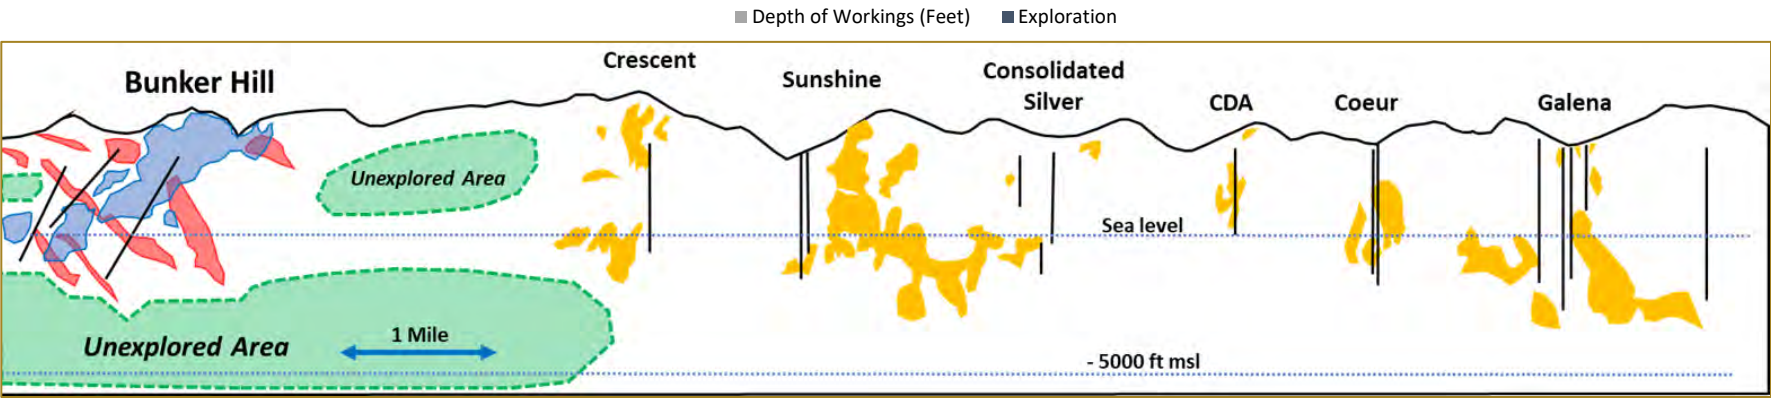 Depth of Workings (Feet) Exploration
Bunker Hill
Crescent
Sunshine
Consolidated
Silver
CDA
Coeur
Galena
Unexplored Area
Sea level
Unexplored Area
1 Mile
- 5000 ft msl